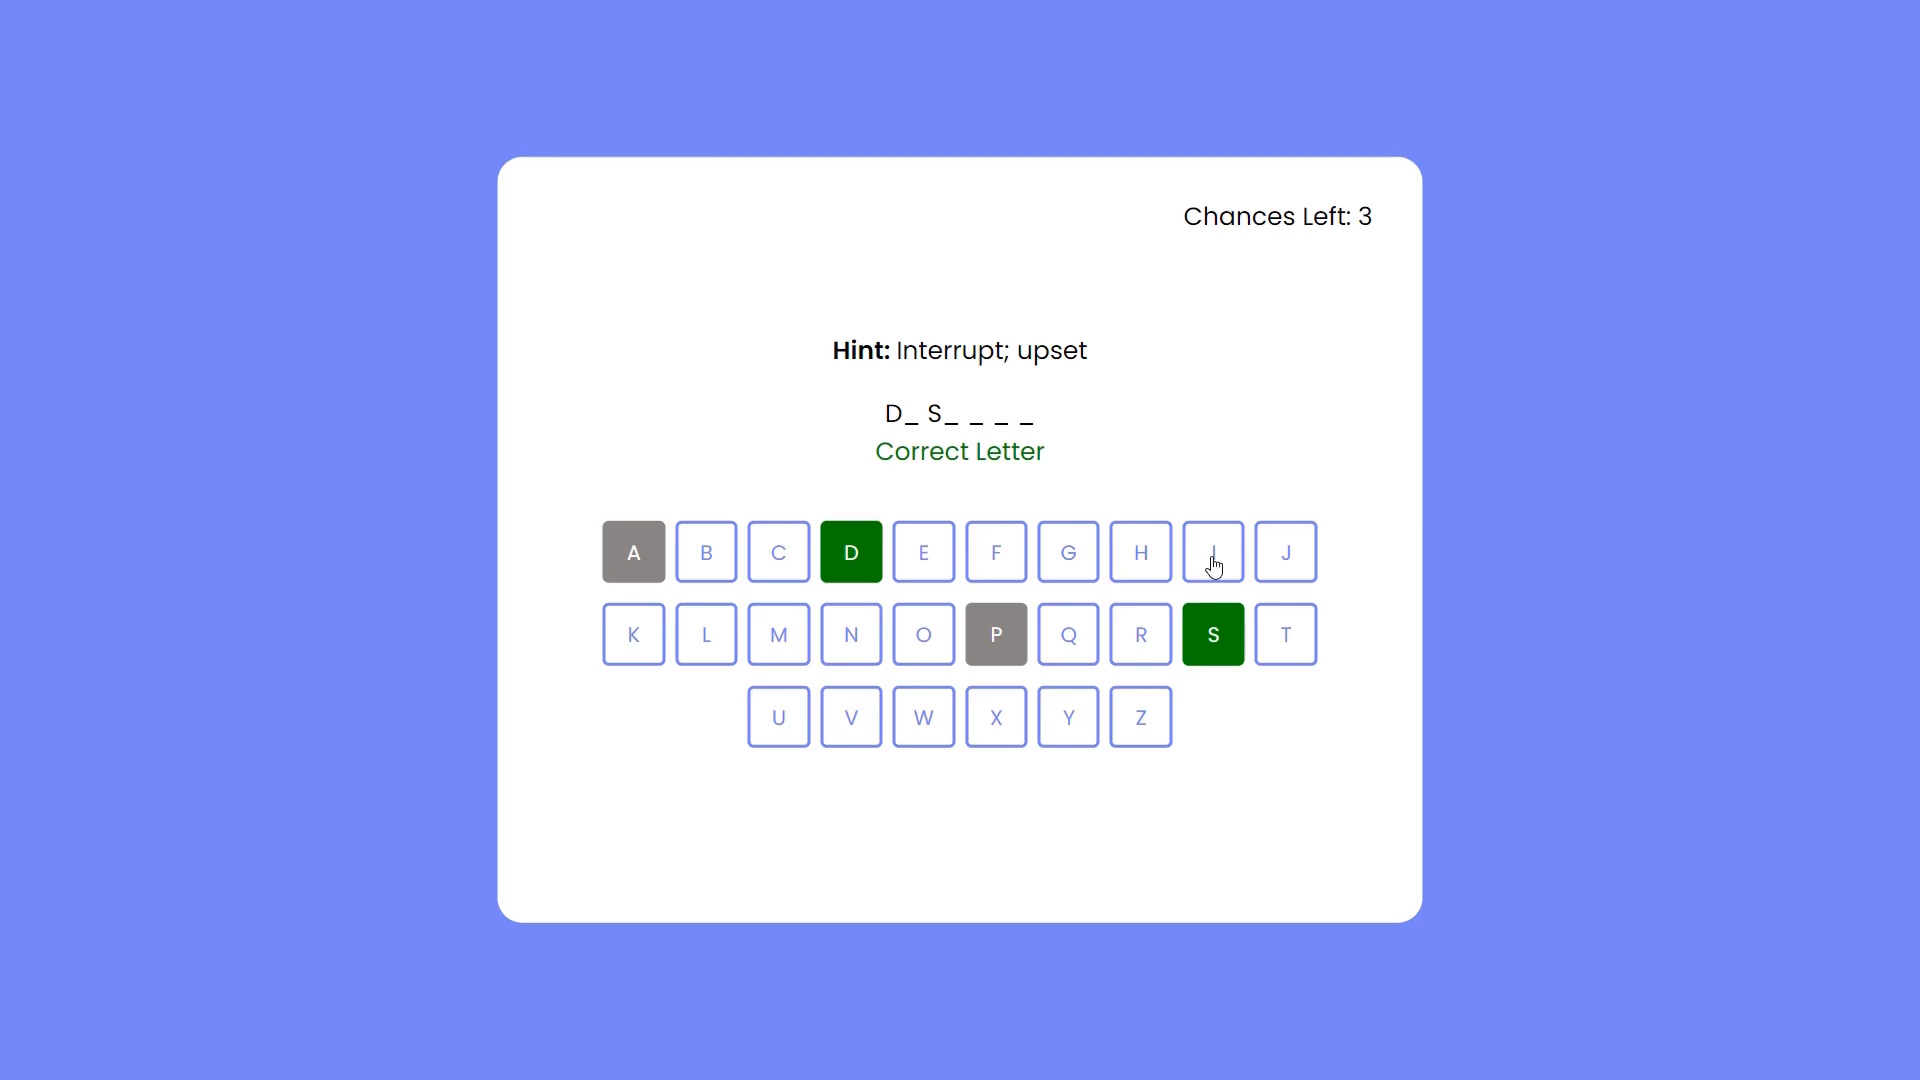 Chances Left: 3
Hint: Interrupt; upset
D_ S_ _ _ _
Correct Letter
A B C D E F G H I J
K L M N O P Q R S T
U V W X Y Z